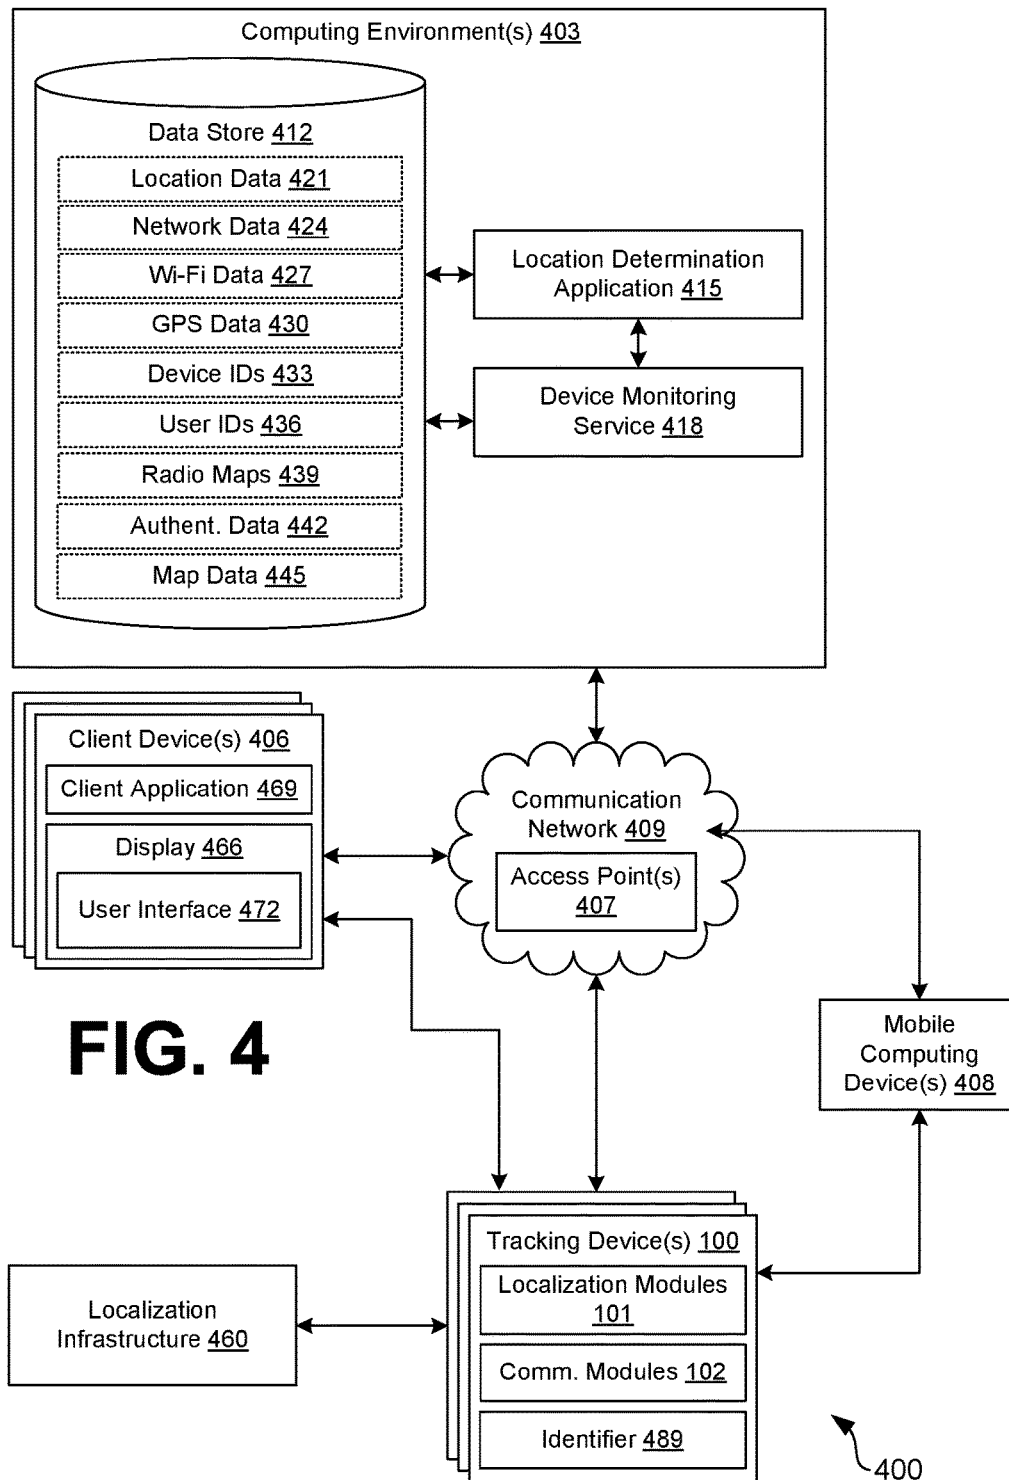 Computing Environment(s) 403
Data Store 412
Location Data 421
Network Data 424
Wi-Fi Data 427
GPS Data 430
Device IDs 433
User IDs 436
Radio Maps 439
Authent. Data 442
Map Data 445
Location Determination
Application 415
Device Monitoring
Service 418
Client Device(s) 406
Client Application 469
Display 466
User Interface 472
Communication
Network 409
Access Point(s)
407
FIG. 4
Mobile
Computing
Device(s) 408
Tracking Device(s) 100
Localization Modules
101
Comm. Modules 102
Identifier 489
Localization
Infrastructure 460
400